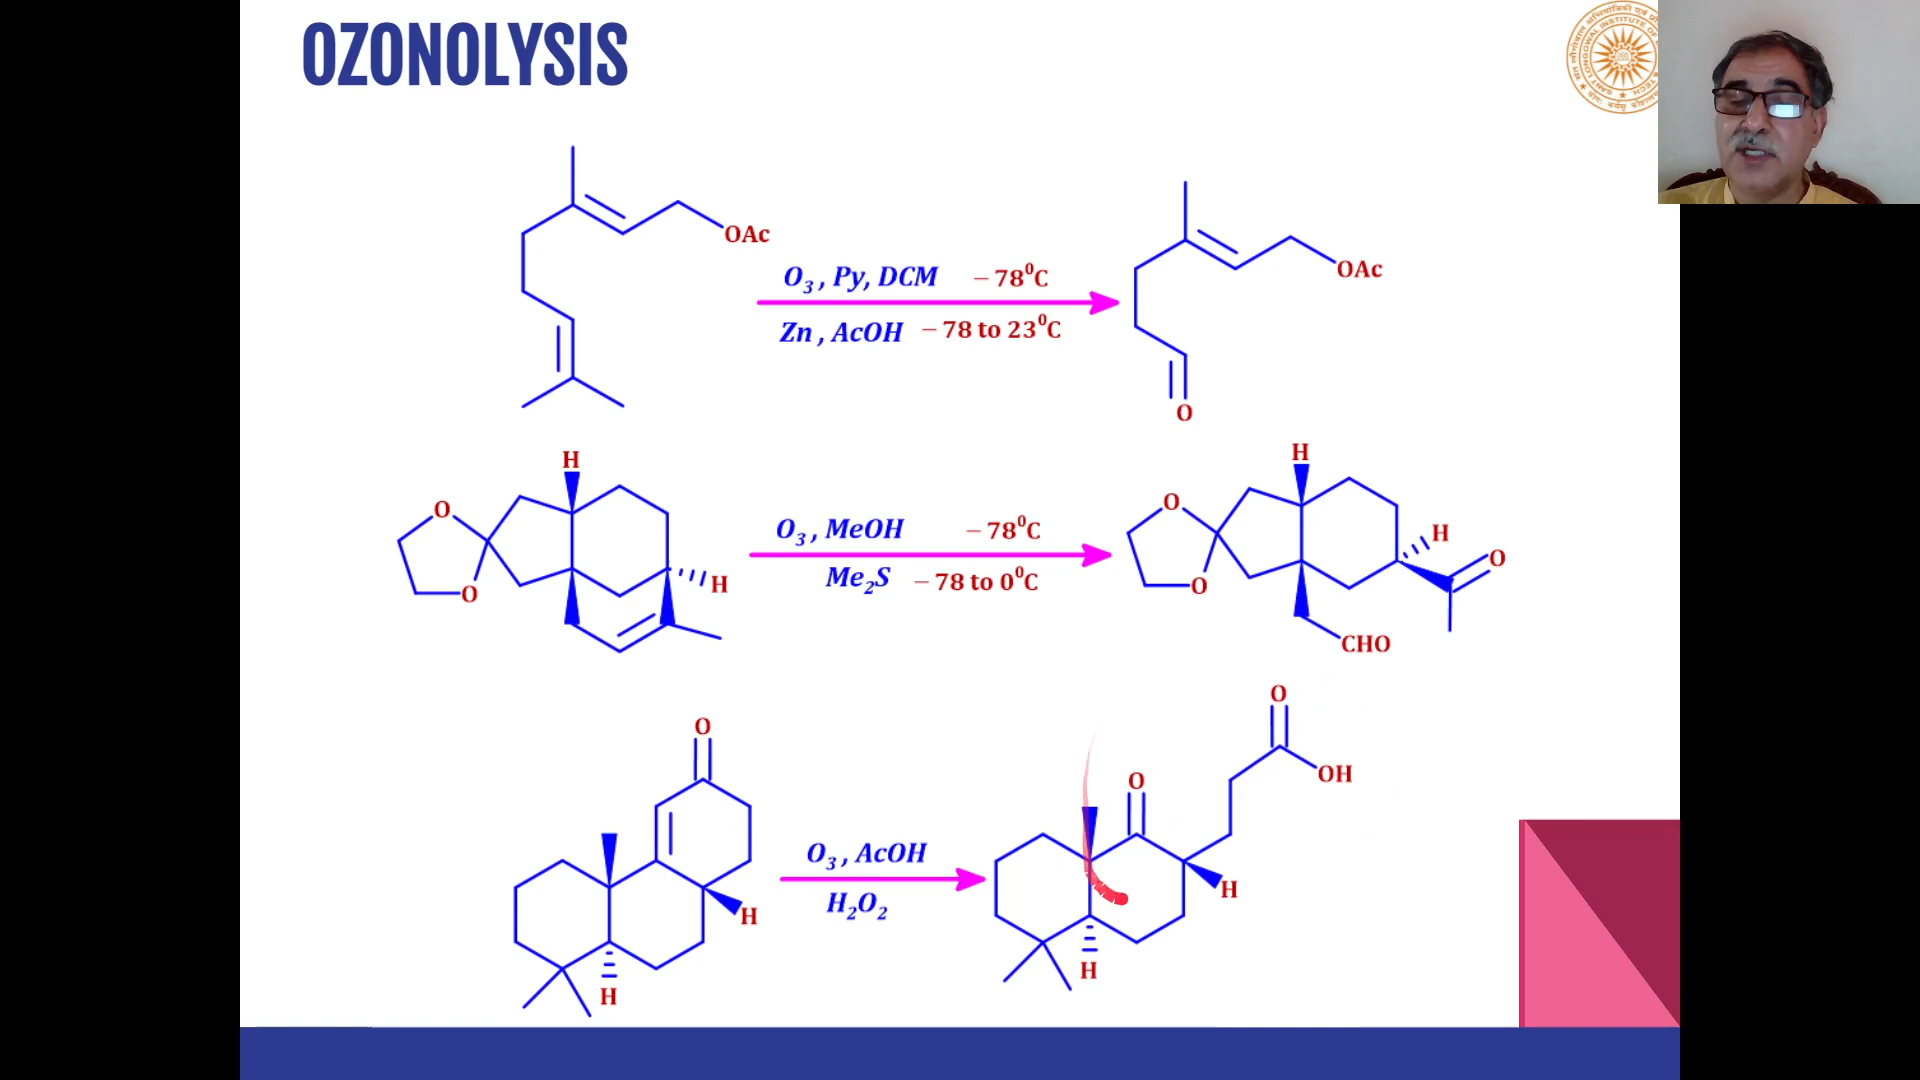 OZONOLYSIS
OAc
O₃, Py, DCM – 78⁰C
Zn, AcOH – 78 to 23⁰C
OAc
O
H
O
O
H
O₃, MeOH – 78⁰C
Me₂S – 78 to 0⁰C
H
O
O
H
O
CHO
O
H
H
O₃, AcOH
H₂O₂
O
OH
O
H
H